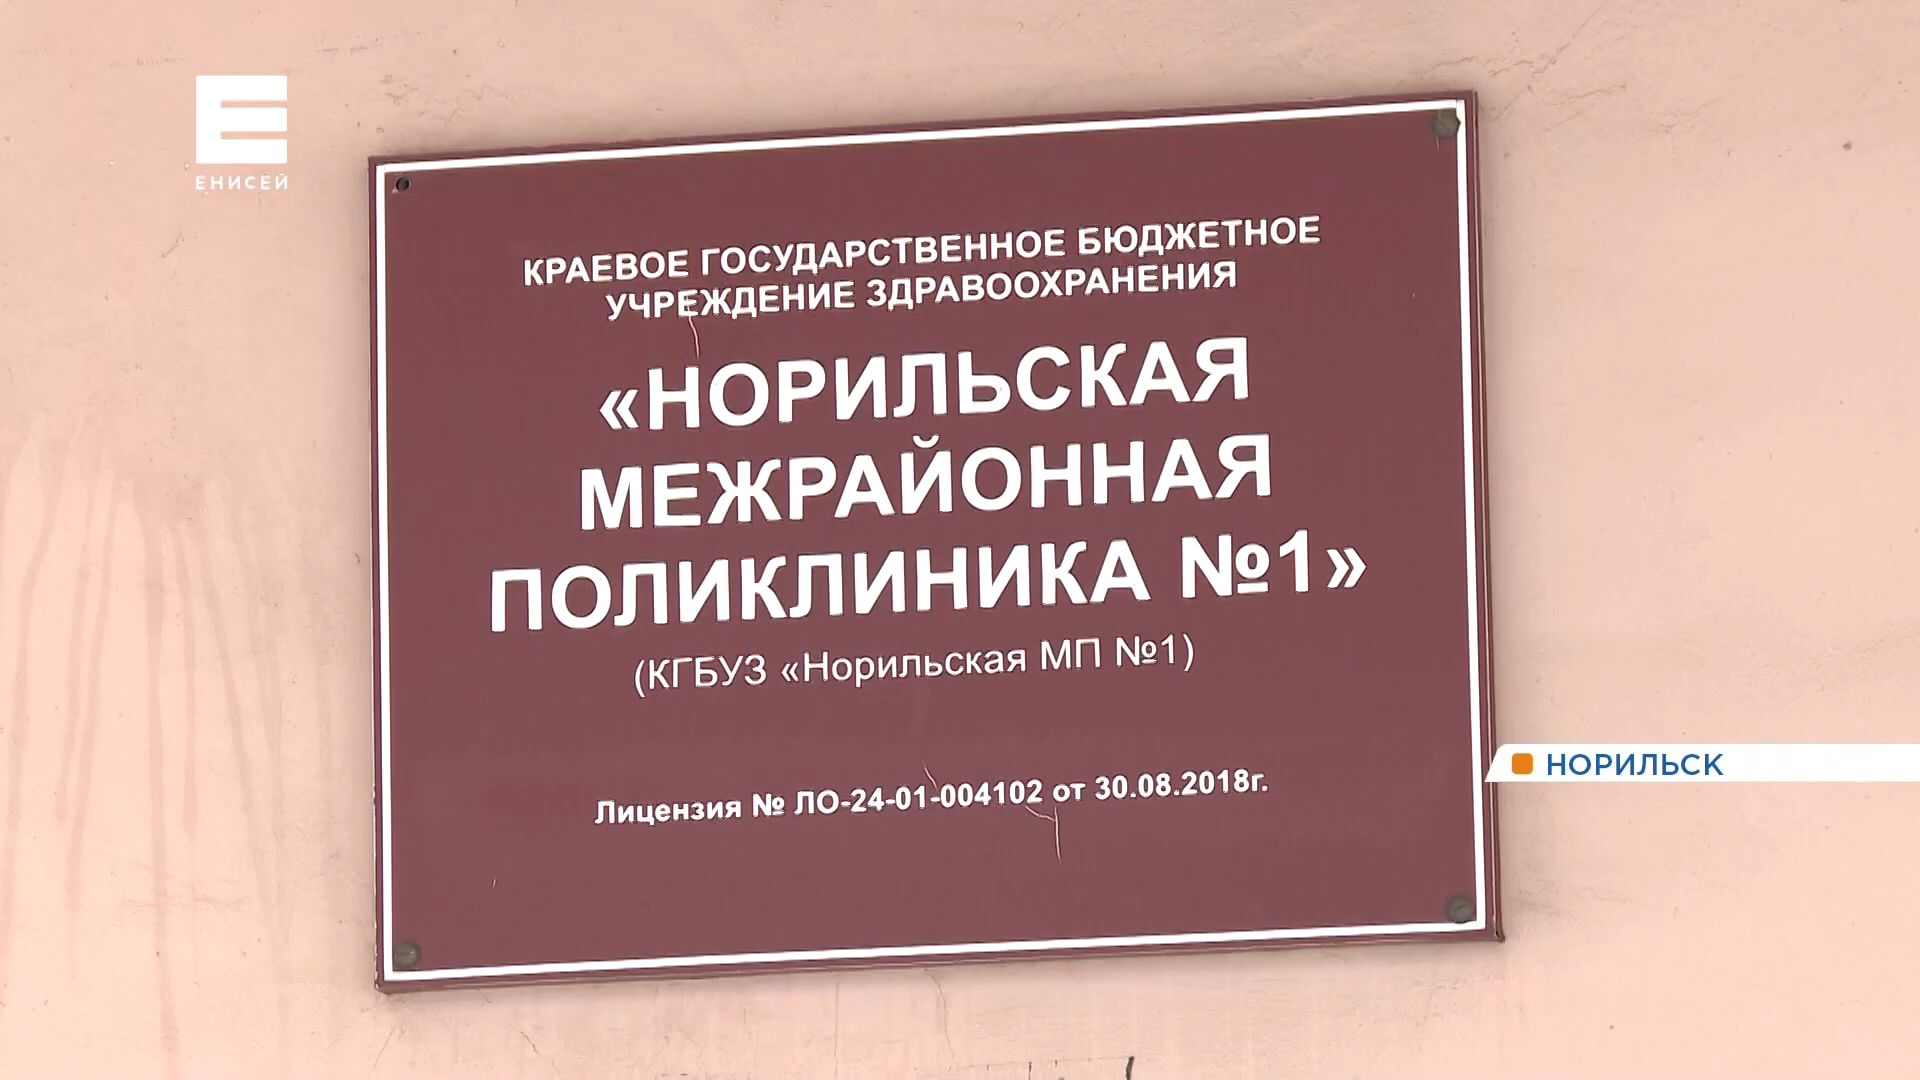 ЕНИСЕЙ
КРАЕВОЕ ГОСУДАРСТВЕННОЕ БЮДЖЕТНОЕ
УЧРЕЖДЕНИЕ ЗДРАВООХРАНЕНИЯ
«НОРИЛЬСКАЯ
МЕЖРАЙОННАЯ
ПОЛИКЛИНИКА №1»
(КГБУЗ «Норильская МП №1)
Лицензия № ЛО-24-01-004102 от 30.08.2018г.
НОРИЛЬСК